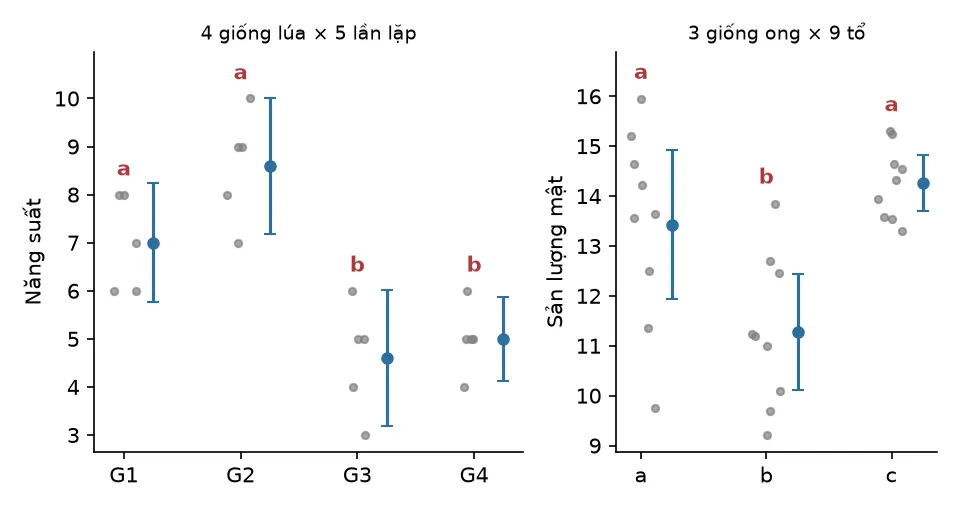 4 giống lúa × 5 lần lặp
Năng suất
10
9
8
7
6
5
4
3
a
a
b
b
G1 G2 G3 G4
3 giống ong × 9 tổ
Sản lượng mật
16
15
14
13
12
11
10
9
a
b
a
a b c